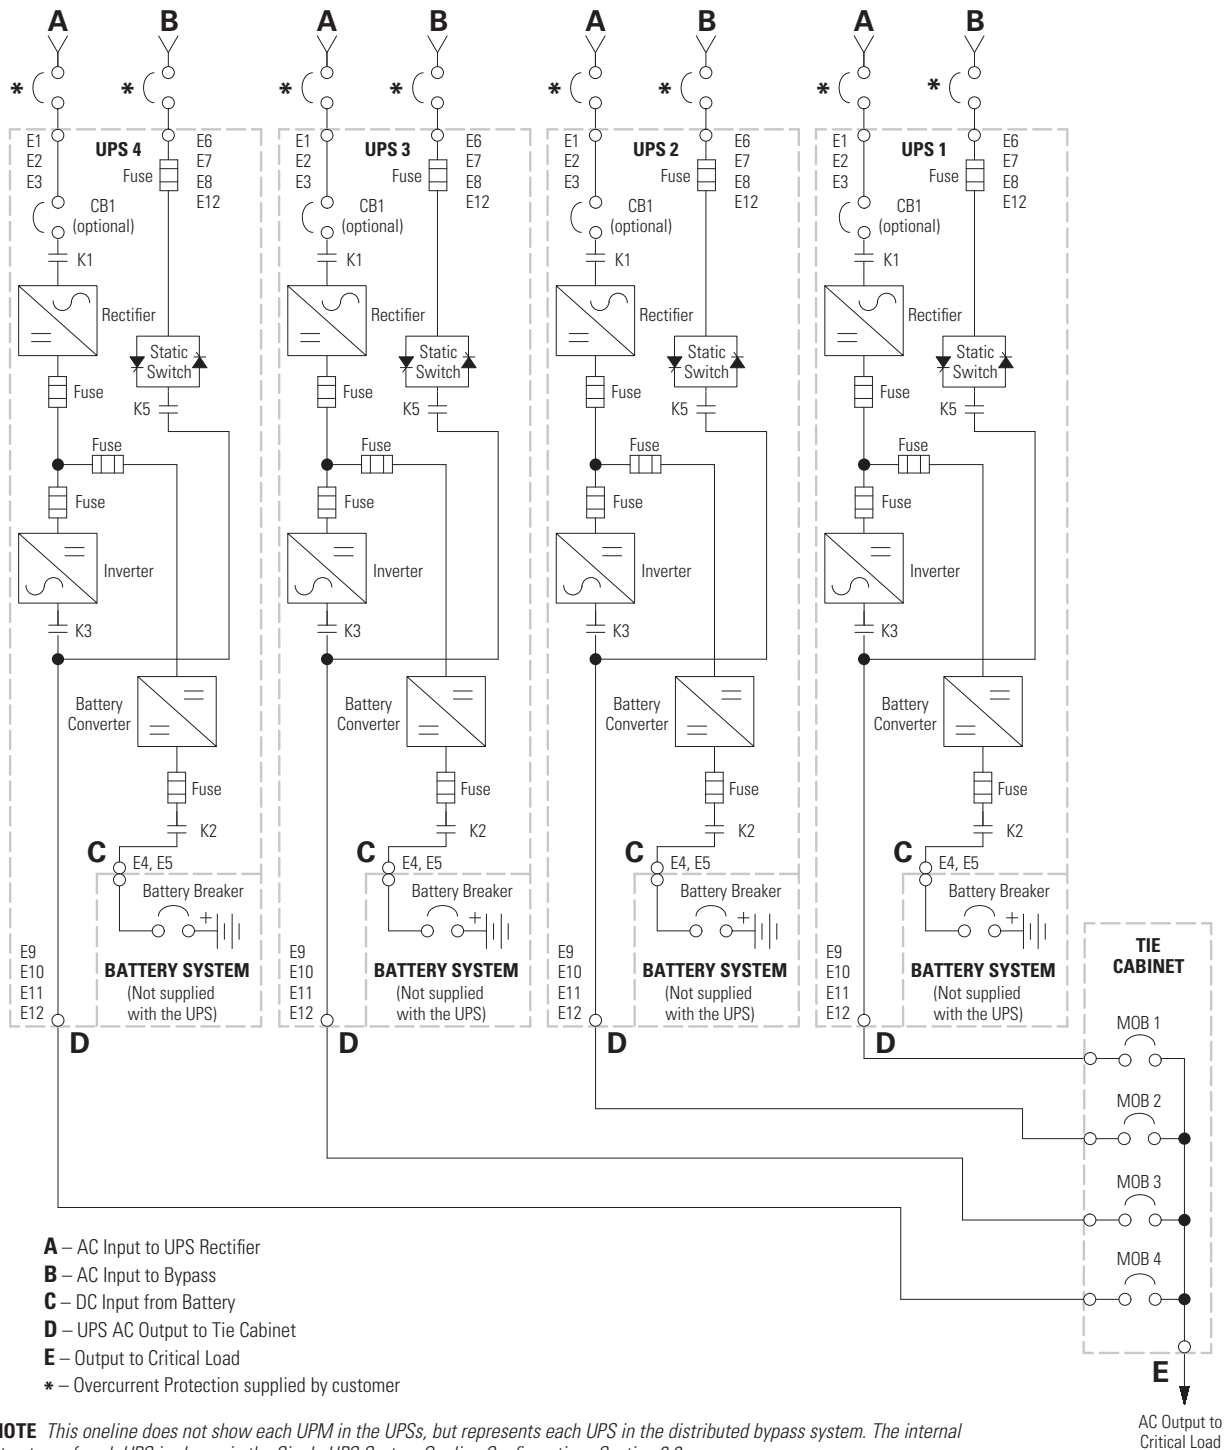 A B A B A B A B
* * * * * * * *
UPS 4
E1
E2
E3
E6
E7
E8
E12
Fuse
CB1
(optional)
K1
Rectifier
Static
Switch
Fuse
K5
Fuse
Fuse
Inverter
K3
Battery
Converter
Fuse
K2
C
E4, E5
Battery Breaker
+
BATTERY SYSTEM
(Not supplied
with the UPS)
E9
E10
E11
E12
D
UPS 3
E1
E2
E3
E6
E7
E8
E12
Fuse
CB1
(optional)
K1
Rectifier
Static
Switch
Fuse
K5
Fuse
Fuse
Inverter
K3
Battery
Converter
Fuse
K2
C
E4, E5
Battery Breaker
+
BATTERY SYSTEM
(Not supplied
with the UPS)
E9
E10
E11
E12
D
UPS 2
E1
E2
E3
E6
E7
E8
E12
Fuse
CB1
(optional)
K1
Rectifier
Static
Switch
Fuse
K5
Fuse
Fuse
Inverter
K3
Battery
Converter
Fuse
K2
C
E4, E5
Battery Breaker
+
BATTERY SYSTEM
(Not supplied
with the UPS)
E9
E10
E11
E12
D
UPS 1
E1
E2
E3
E6
E7
E8
E12
Fuse
CB1
(optional)
K1
Rectifier
Static
Switch
Fuse
K5
Fuse
Fuse
Inverter
K3
Battery
Converter
Fuse
K2
C
E4, E5
Battery Breaker
+
BATTERY SYSTEM
(Not supplied
with the UPS)
E9
E10
E11
E12
D
TIE
CABINET
MOB 1
MOB 2
MOB 3
MOB 4
E
AC Output to
Critical Load
A – AC Input to UPS Rectifier
B – AC Input to Bypass
C – DC Input from Battery
D – UPS AC Output to Tie Cabinet
E – Output to Critical Load
* – Overcurrent Protection supplied by customer
NOTE This oneline does not show each UPM in the UPSs, but represents each UPS in the distributed bypass system. The internal